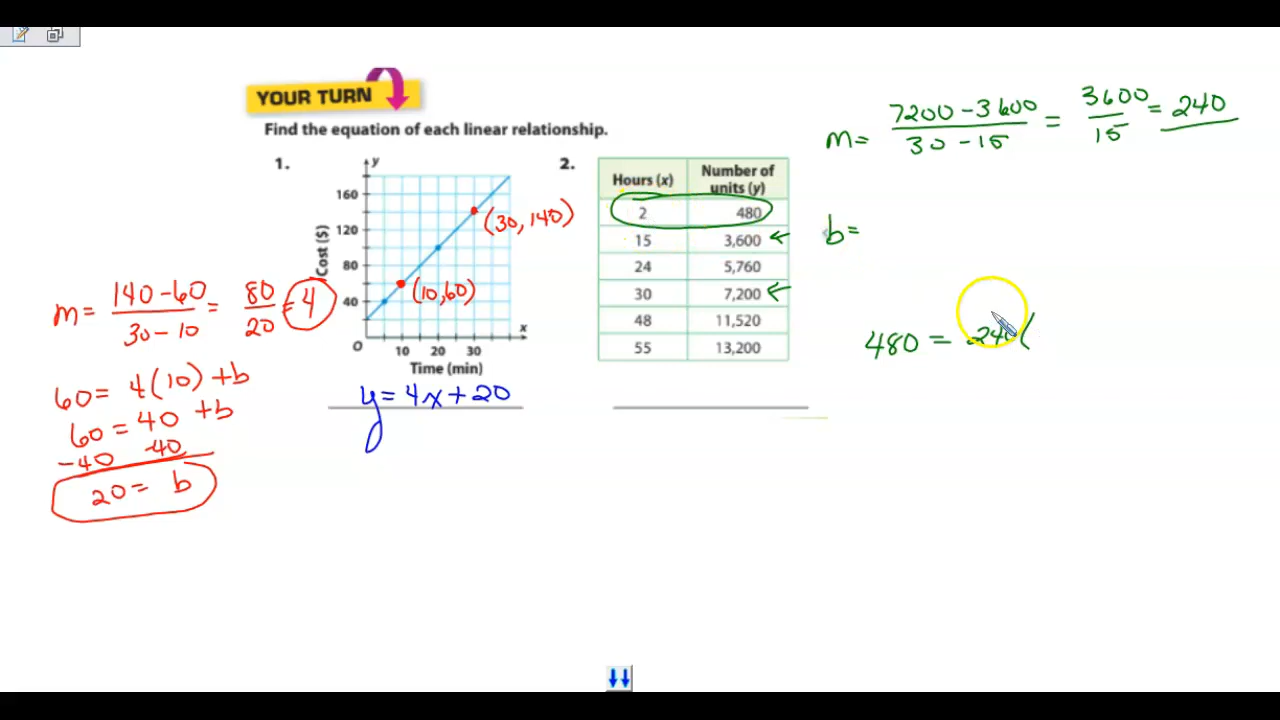 YOUR TURN
Find the equation of each linear relationship.
1.
y
160
120
80
40
O
10 20 30
x
Cost ($)
Time (min)
(30, 140)
(10, 60)
m = 140 - 60 / 30 - 10 = 80 / 20 = 4
60 = 4(10) + b
60 = 40 + b
-40 -40
20 = b
y = 4x + 20
2.
Hours (x) Number of units (y)
2 480
15 3,600
24 5,760
30 7,200
48 11,520
55 13,200
m = 7200 - 3600 / 30 - 15 = 3600 / 15 = 240
b =
480 = 240(